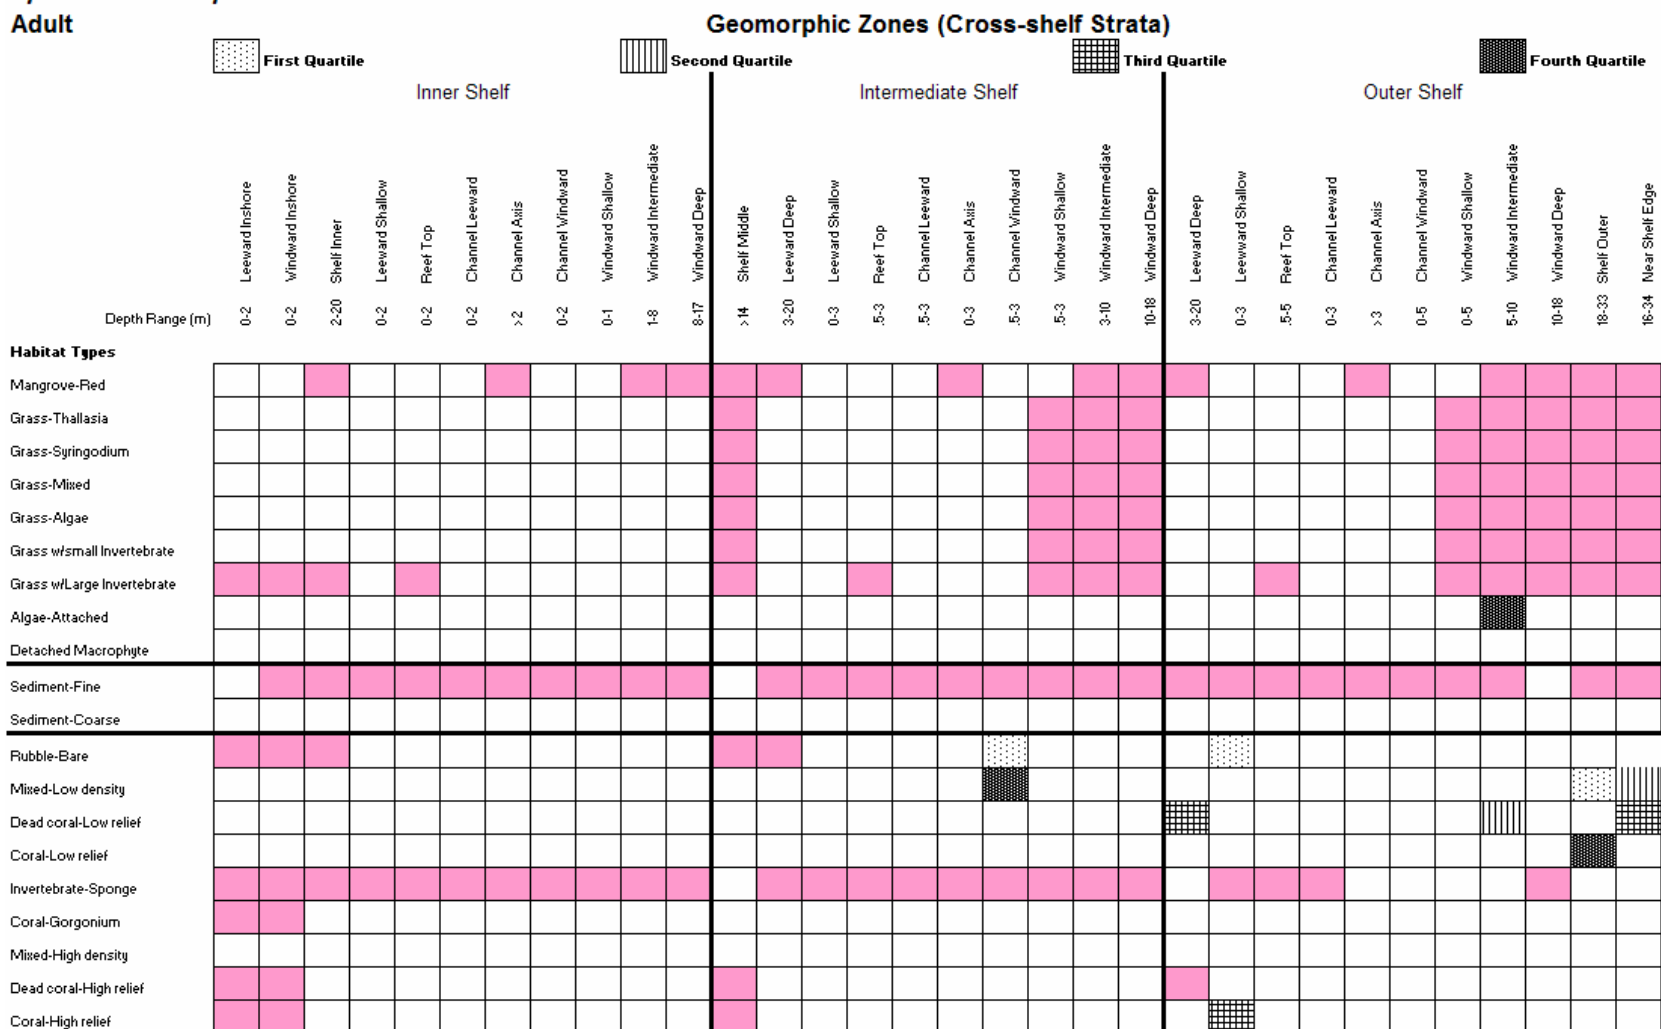 Adult
Geomorphic Zones (Cross-shelf Strata)
First Quartile
Second Quartile
Third Quartile
Fourth Quartile
Inner Shelf
Intermediate Shelf
Outer Shelf
Leeward Inshore
Windward Inshore
Shelf Inner
Leeward Shallow
Reef Top
Channel Leeward
Channel Axis
Channel Windward
Windward Shallow
Windward Intermediate
Windward Deep
Shelf Middle
Leeward Deep
Leeward Shallow
Reef Top
Channel Leeward
Channel Axis
Channel Windward
Windward Shallow
Windward Intermediate
Windward Deep
Leeward Deep
Leeward Shallow
Reef Top
Channel Leeward
Channel Axis
Channel Windward
Windward Shallow
Windward Intermediate
Windward Deep
Shelf Outer
Near Shelf Edge
Depth Range (m) 0-2 0-2 2-20 0-2 0-2 0-2 >2 0-2 0-1 1-8 8-17 >14 3-20 0-3 .5-3 .5-3 0-3 .5-3 .5-3 3-10 10-18 3-20 0-3 .5-5 0-3 >3 0-5 0-5 5-10 10-18 18-33 16-34
Habitat Types
Mangrove-Red
Grass-Thallasia
Grass-Syringodium
Grass-Mixed
Grass-Algae
Grass w/small Invertebrate
Grass w/Large Invertebrate
Algae-Attached
Detached Macrophyte
Sediment-Fine
Sediment-Coarse
Rubble-Bare
Mixed-Low density
Dead coral-Low relief
Coral-Low relief
Invertebrate-Sponge
Coral-Gorgonium
Mixed-High density
Dead coral-High relief
Coral-High relief